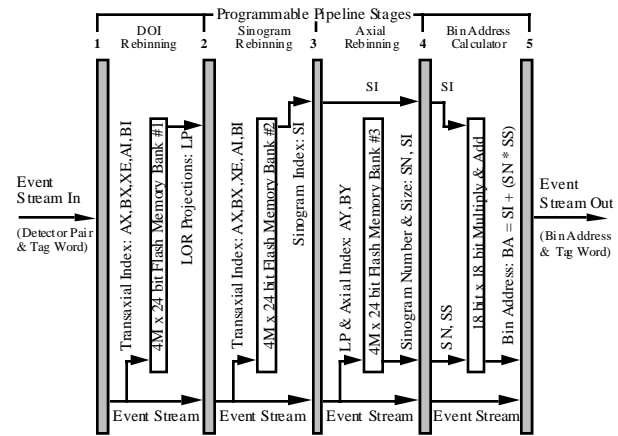 Programmable Pipeline Stages
1
DOI
Rebinning
2
Sinogram
Rebinning
3
Axial
Rebinning
4
Bin Address
Calculator
5
Event
Stream In
(Detector Pair
& Tag Word)
Transaxial Index: AX,BX,XE,AI,BI
4M x 24 bit Flash Memory Bank #1
LOR Projections: LP
Transaxial Index: AX,BX,XE, AI,BI
4M x 24 bit Flash Memory Bank #2
Sinogram Index: SI
SI
LP & Axial Index: AY,BY
4M x 24 bit Flash Memory Bank #3
Sinogram Number & Size: SN, SI
SI
SN, SS
18 bit x 18 bit Multiply & Add
Bin Address: BA = SI + (SN * SS)
Event
Stream Out
(Bin Address
& Tag Word)
Event Stream
Event Stream
Event Stream
Event Stream